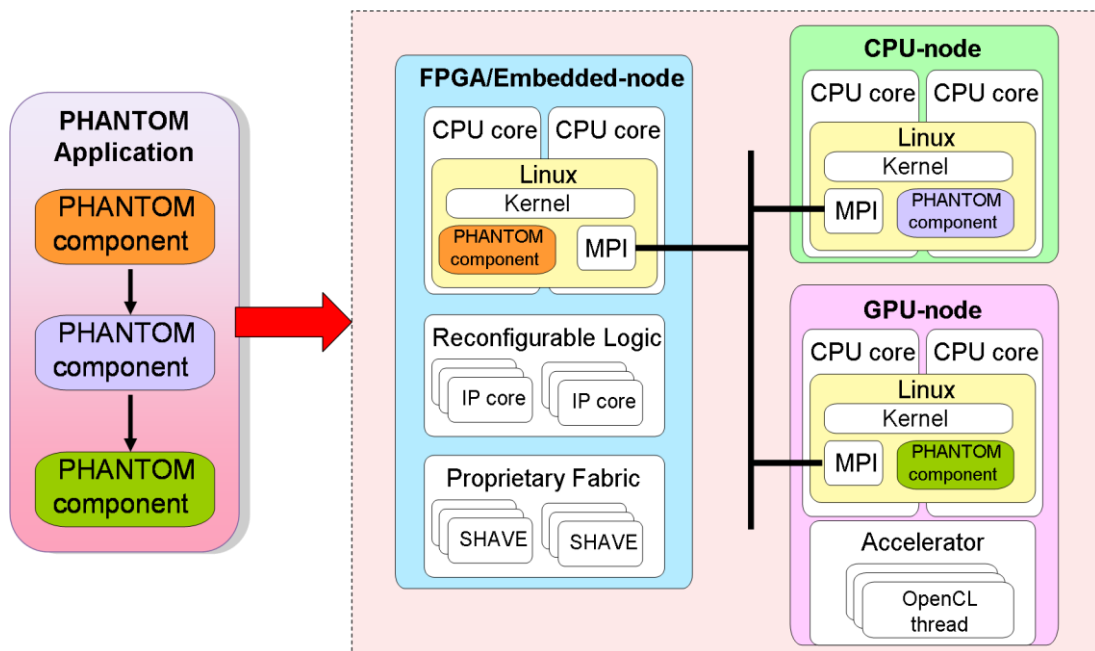 PHANTOM
Application
PHANTOM
component
PHANTOM
component
PHANTOM
component
FPGA/Embedded-node
CPU core
CPU core
Linux
Kernel
PHANTOM
component
MPI
Reconfigurable Logic
IP core
IP core
Proprietary Fabric
SHAVE
SHAVE
CPU-node
CPU core
CPU core
Linux
Kernel
MPI
PHANTOM
component
GPU-node
CPU core
CPU core
Linux
Kernel
MPI
PHANTOM
component
Accelerator
OpenCL
thread